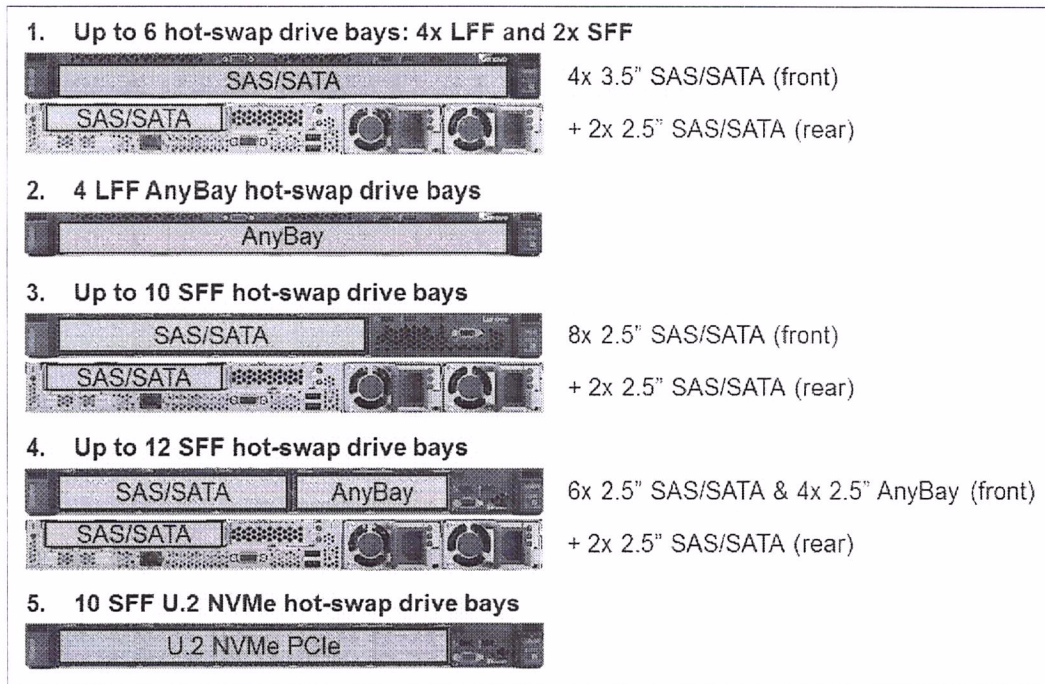 1. Up to 6 hot-swap drive bays: 4x LFF and 2x SFF
SAS/SATA
4x 3.5" SAS/SATA (front)
SAS/SATA
+ 2x 2.5" SAS/SATA (rear)
2. 4 LFF AnyBay hot-swap drive bays
AnyBay
3. Up to 10 SFF hot-swap drive bays
SAS/SATA
8x 2.5" SAS/SATA (front)
SAS/SATA
+ 2x 2.5" SAS/SATA (rear)
4. Up to 12 SFF hot-swap drive bays
SAS/SATA AnyBay
6x 2.5" SAS/SATA & 4x 2.5" AnyBay (front)
SAS/SATA
+ 2x 2.5" SAS/SATA (rear)
5. 10 SFF U.2 NVMe hot-swap drive bays
U.2 NVMe PCIe